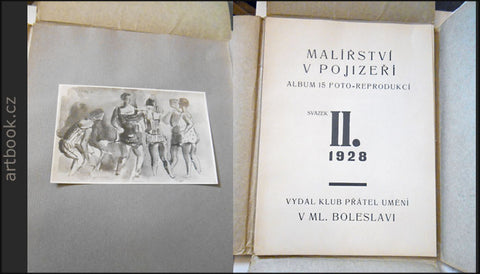 artbook.cz
MALÍŘSTVÍ
V POJIZEŘÍ
ALBUM 15 FOTO-REPRODUKCÍ
SVAZEK II.
1928
VYDAL KLUB PŘÁTEL UMĚNÍ
V ML. BOLESLAVI